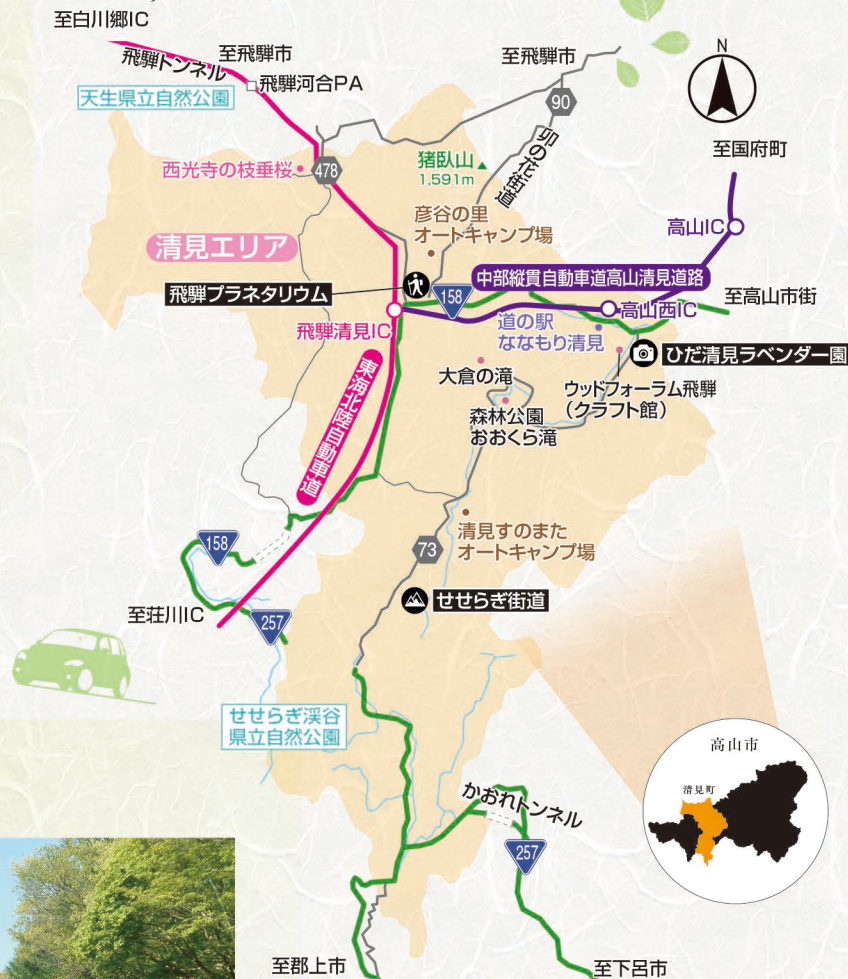 至白川郷IC
飛騨トンネル
至飛騨市
飛騨河合PA
天生県立自然公園
至飛騨市
90
卯の花街道
N
至国府町
西光寺の枝垂桜
478
猪臥山
1,591m
高山IC
清見エリア
彦谷の里
オートキャンプ場
中部縦貫自動車道高山清見道路
飛騨プラネタリウム
158
至高山市街
飛騨清見IC
高山西IC
道の駅
ななもり清見
ひだ清見ラベンダー園
大倉の滝
ウッドフォーラム飛騨
(クラフト館)
森林公園
おおくら滝
東海北陸自動車道
清見すのまた
オートキャンプ場
158
73
せせらぎ街道
至荘川IC
257
せせらぎ渓谷
県立自然公園
高山市
清見町
かおれトンネル
257
至郡上市
至下呂市